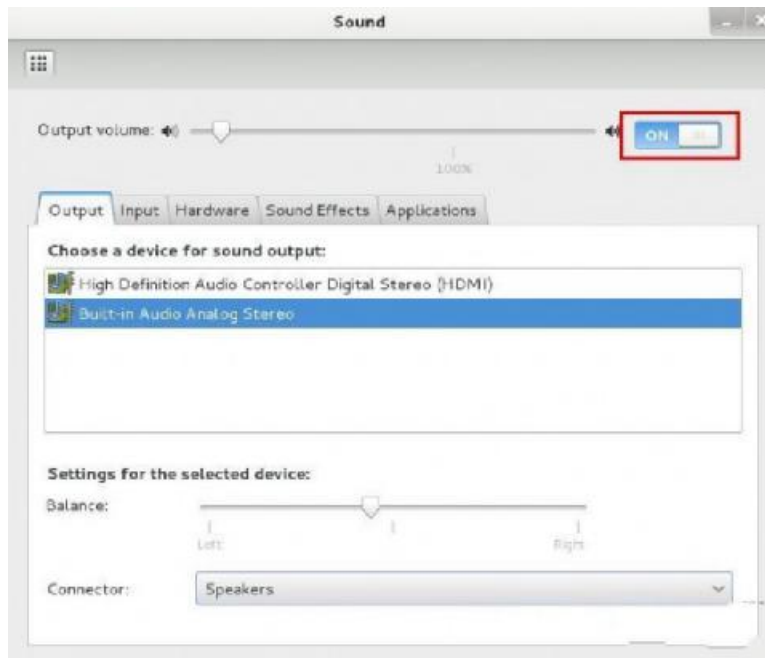 Sound
Output volume:
ON
100%
Output Input Hardware Sound Effects Applications
Choose a device for sound output:
High Definition Audio Controller Digital Stereo (HDMI)
Built-in Audio Analog Stereo
Settings for the selected device:
Balance:
Left Right
Connector: Speakers